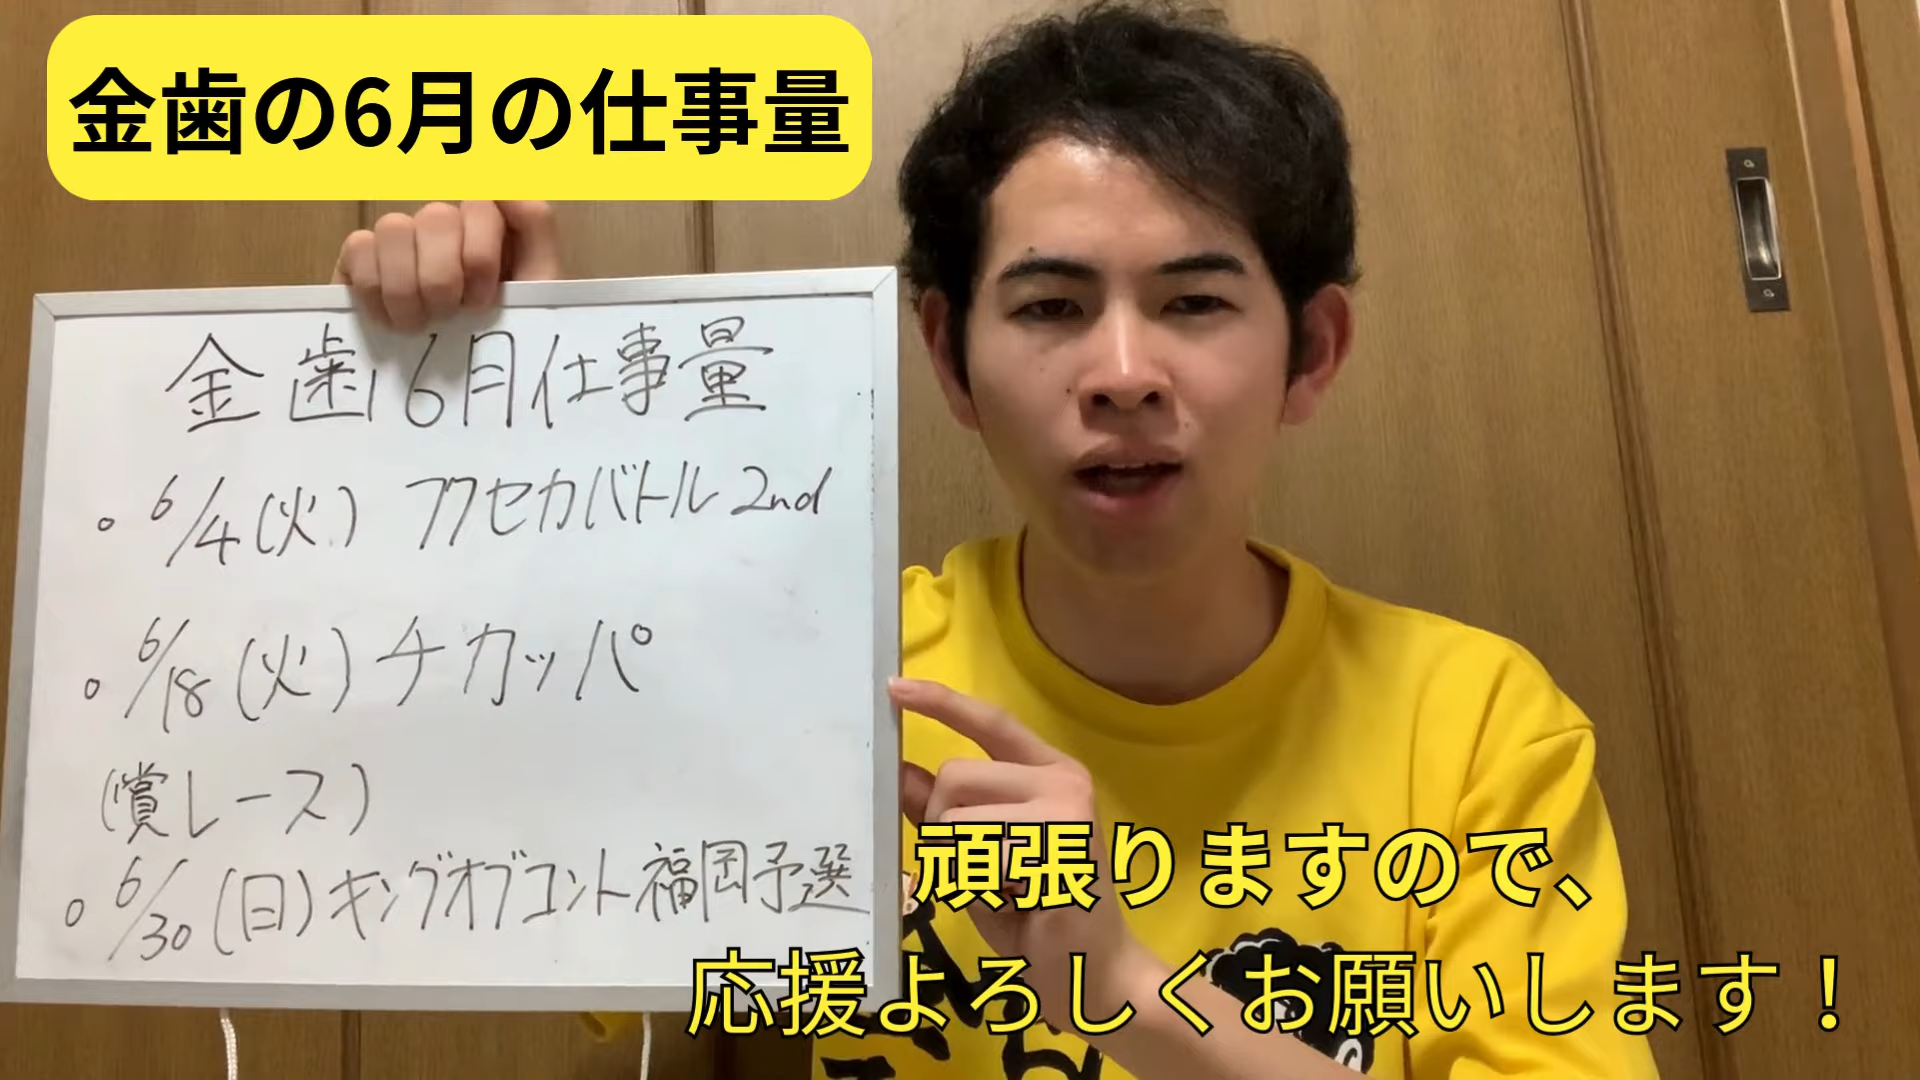 金歯の6月の仕事量
金歯6月仕事量
。6/4(火) フクセカバトル2nd
。6/18(火)チカッパ
(賞レース)
。6/30(日)キングオブコント福岡予選
頑張りますので、
応援よろしくお願いします！